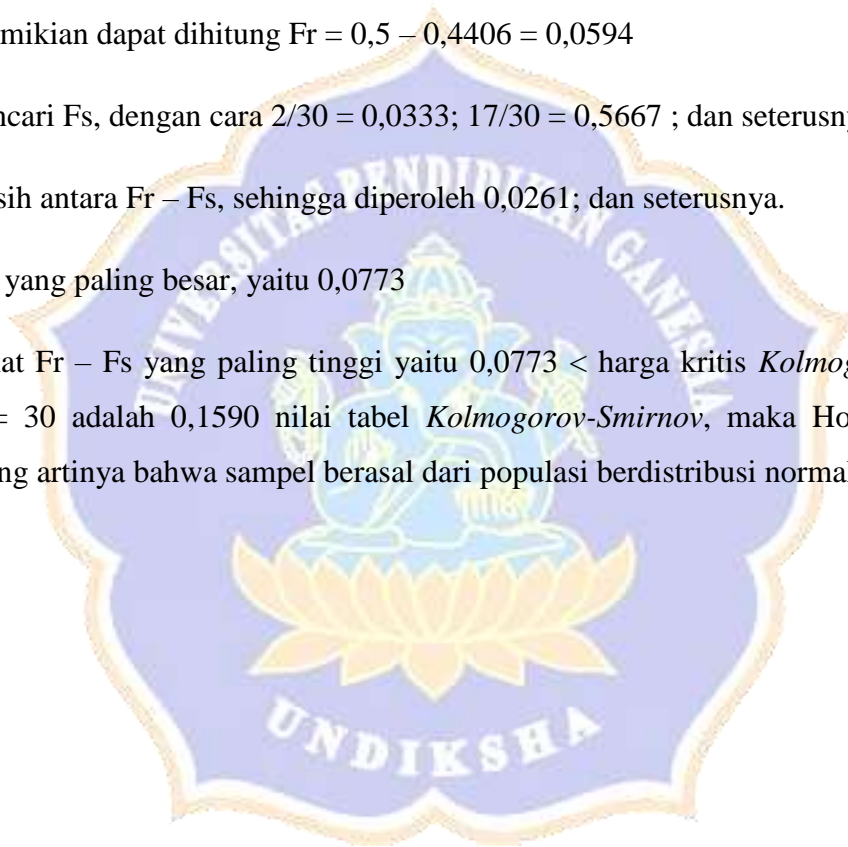 mikian dapat dihitung Fr = 0,5 – 0,4406 = 0,0594
ncari Fs, dengan cara 2/30 = 0,0333; 17/30 = 0,5667 ; dan seterusny
sih antara Fr – Fs, sehingga diperoleh 0,0261; dan seterusnya.
yang paling besar, yaitu 0,0773
at Fr – Fs yang paling tinggi yaitu 0,0773 < harga kritis Kolmog
= 30 adalah 0,1590 nilai tabel Kolmogorov-Smirnov, maka Ho
ng artinya bahwa sampel berasal dari populasi berdistribusi normal
UNIVERSITAS PENDIDIKAN GANESHA
UNDIKSHA